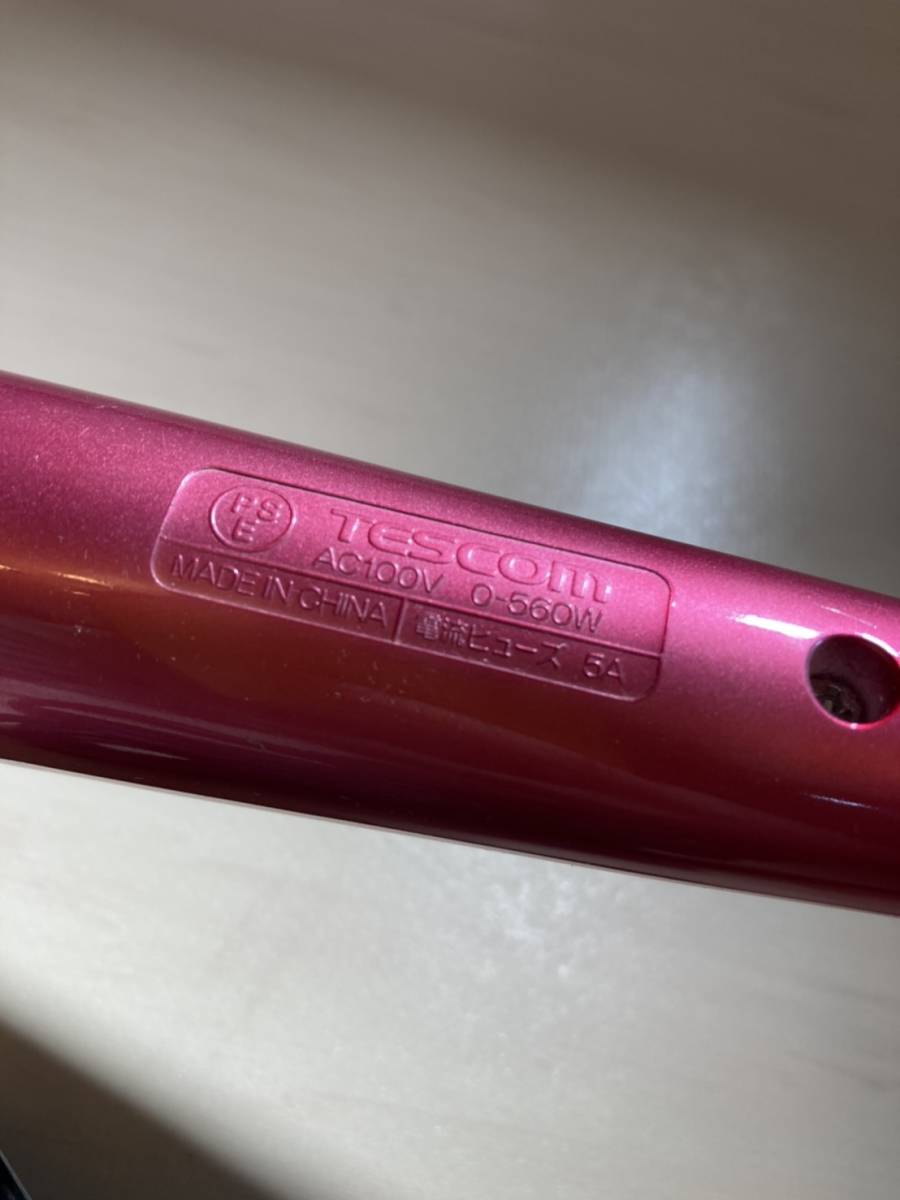 PSE TESCOM
AC100V 0-560W
MADE IN CHINA 電流ヒューズ 5A